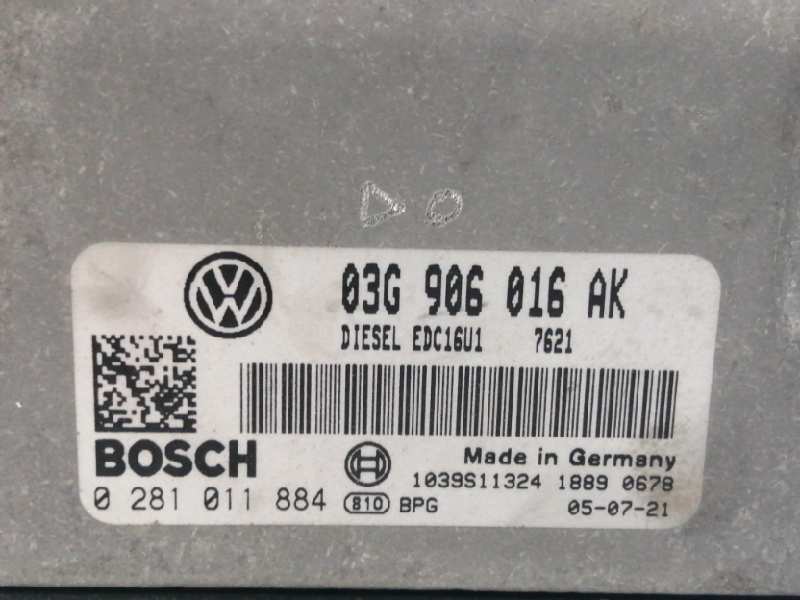 DO
03G 906 016 AK
DIESEL EDC16U1 7621
BOSCH
Made in Germany
1039S11324 1889 0678
0 281 011 884 810 BPG 05-07-21